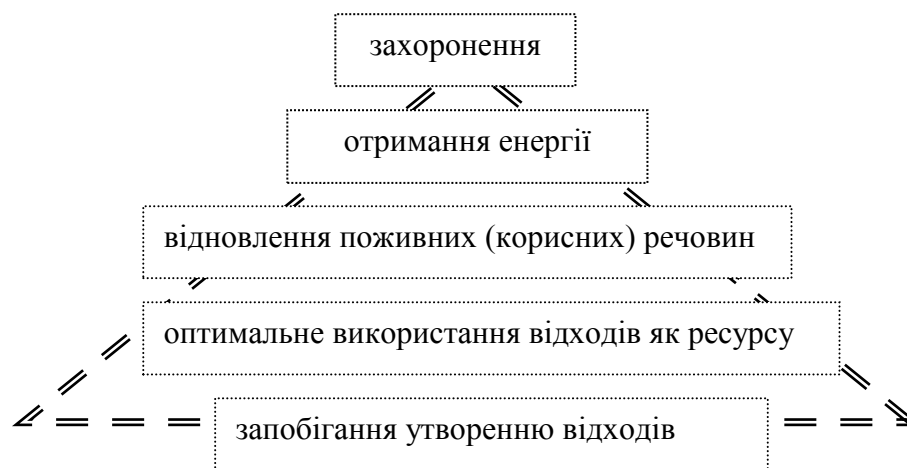 захоронення
отримання енергії
відновлення поживних (корисних) речовин
оптимальне використання відходів як ресурсу
запобігання утворенню відходів